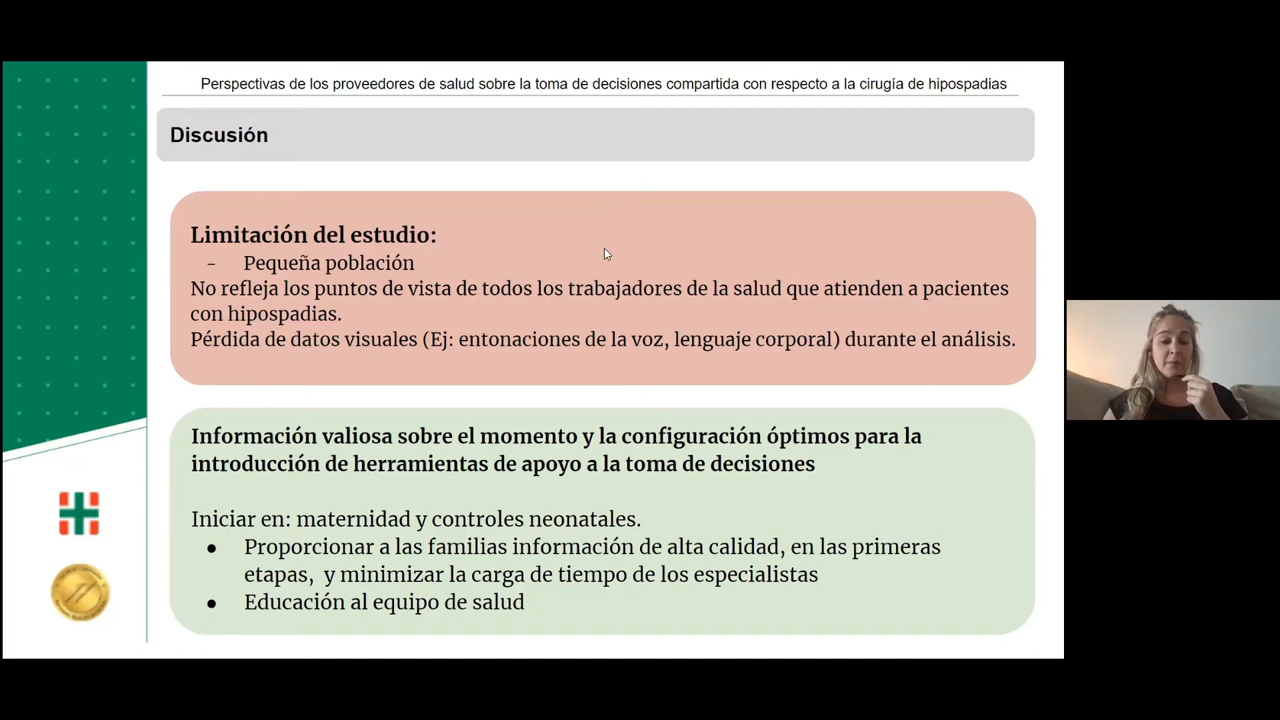 Perspectivas de los proveedores de salud sobre la toma de decisiones compartida con respecto a la cirugía de hipospadias
Discusión
Limitación del estudio:
- Pequeña población
No refleja los puntos de vista de todos los trabajadores de la salud que atienden a pacientes
con hipospadias.
Pérdida de datos visuales (Ej: entonaciones de la voz, lenguaje corporal) durante el análisis.
Información valiosa sobre el momento y la configuración óptimos para la
introducción de herramientas de apoyo a la toma de decisiones
Iniciar en: maternidad y controles neonatales.
● Proporcionar a las familias información de alta calidad, en las primeras
etapas, y minimizar la carga de tiempo de los especialistas
● Educación al equipo de salud